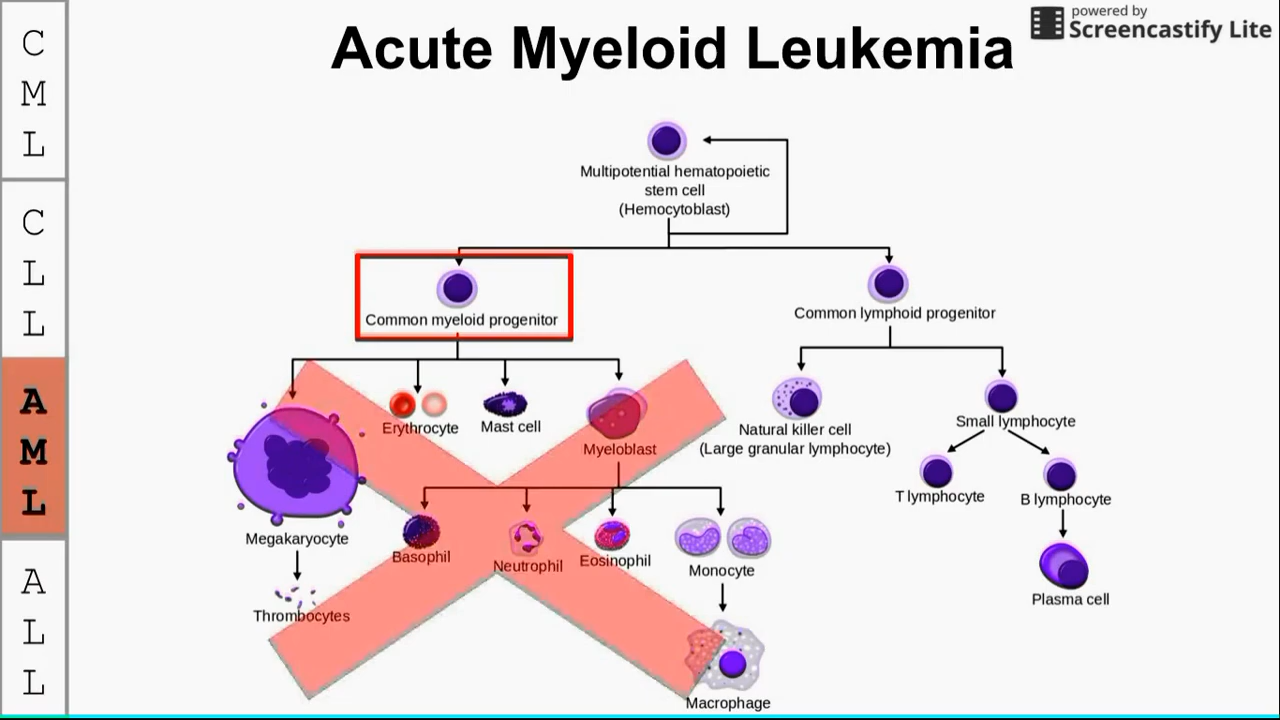 Acute Myeloid Leukemia
powered by
Screencastify Lite
C
M
L
C
L
L
A
M
L
A
L
L
Multipotential hematopoietic
stem cell
(Hemocytoblast)
Common myeloid progenitor
Common lymphoid progenitor
Erythrocyte
Mast cell
Myeloblast
Natural killer cell
(Large granular lymphocyte)
Small lymphocyte
T lymphocyte
B lymphocyte
Megakaryocyte
Basophil
Neutrophil
Eosinophil
Monocyte
Plasma cell
Thrombocytes
Macrophage